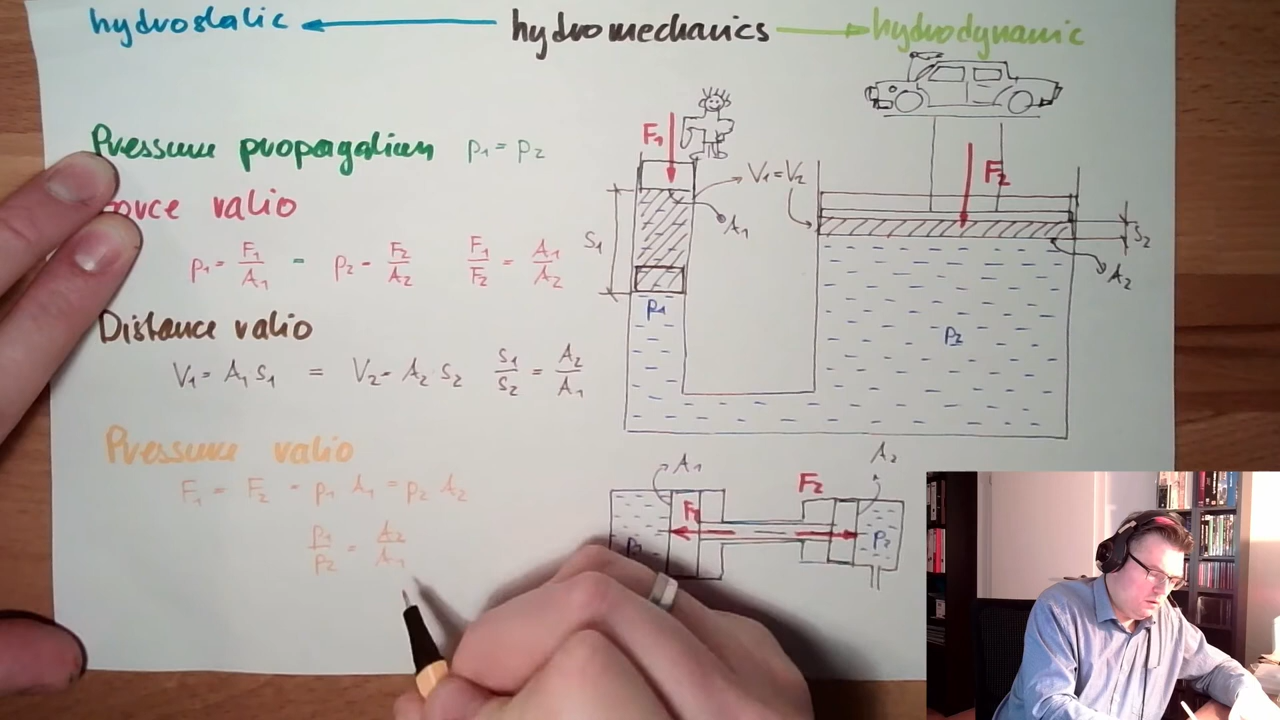 hydrostatic hydromechanics hydrodynamic
Pressure propagation p₁ = p₂
Force ratio
p₁ = F₁/A₁ = p₂ = F₂/A₂ F₁/F₂ = A₁/A₂
Distance ratio
V₁ = A₁ s₁ = V₂ = A₂ · s₂ s₁/s₂ = A₂/A₁
Pressure ratio
F₁ = F₂ = p₁ A₁ = p₂ A₂
p₁/p₂ = A₂/A₁
F₁
V₁ = V₂
F₂
A₁
S₁
S₂
A₂
p₁
p₂
A₁
A₂
F₂
F₁
p₂